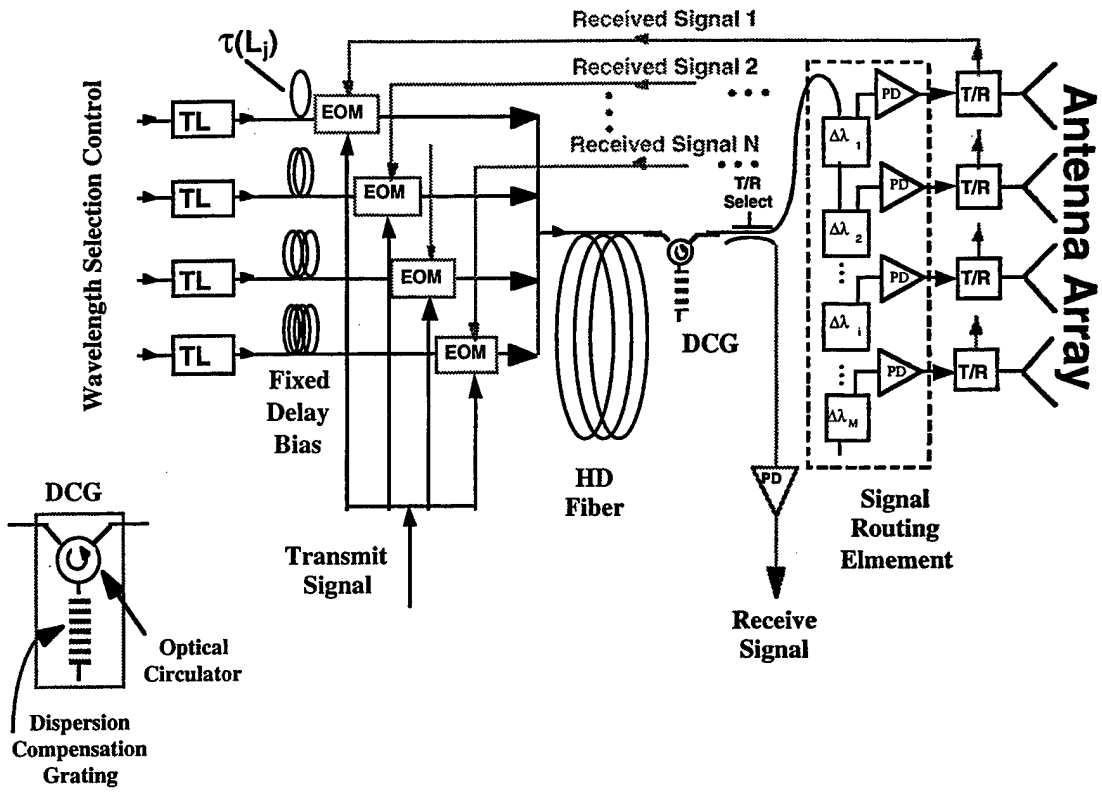 Received Signal 1
τ(Lj)
Received Signal 2
Received Signal N
Wavelength Selection Control
TL
TL
TL
TL
EOM
EOM
EOM
EOM
Fixed
Delay
Bias
Transmit
Signal
HD
Fiber
DCG
T/R
Select
PD
Receive
Signal
Δλ 1
Δλ 2
Δλ i
Δλ M
PD
PD
PD
PD
Signal
Routing
Elmement
T/R
T/R
T/R
T/R
Antenna Array
DCG
Optical
Circulator
Dispersion
Compensation
Grating